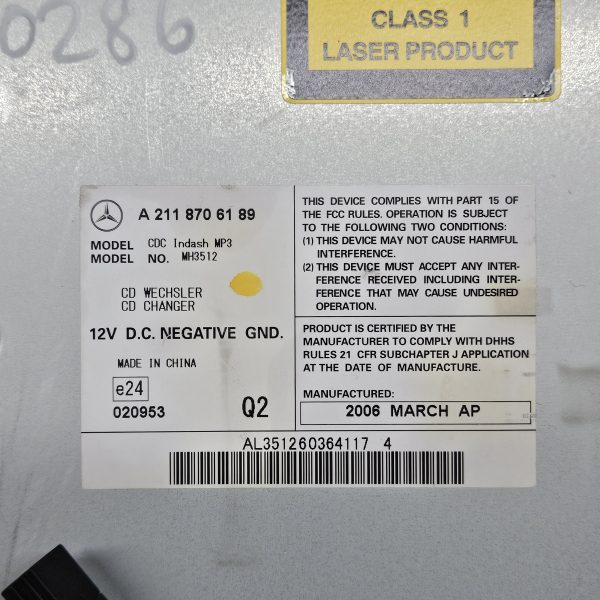 0286
CLASS 1
LASER PRODUCT
A 211 870 61 89
MODEL CDC Indash MP3
MODEL NO. MH3512
CD WECHSLER
CD CHANGER
12V D.C. NEGATIVE GND.
MADE IN CHINA
e24
020953 Q2
THIS DEVICE COMPLIES WITH PART 15 OF
THE FCC RULES. OPERATION IS SUBJECT
TO THE FOLLOWING TWO CONDITIONS:
(1) THIS DEVICE MAY NOT CAUSE HARMFUL
INTERFERENCE.
(2) THIS DEVICE MUST ACCEPT ANY INTER-
FERENCE RECEIVED INCLUDING INTER-
FERENCE THAT MAY CAUSE UNDESIRED
OPERATION.
PRODUCT IS CERTIFIED BY THE
MANUFACTURER TO COMPLY WITH DHHS
RULES 21 CFR SUBCHAPTER J APPLICATION
AT THE DATE OF MANUFACTURE.
MANUFACTURED:
2006 MARCH AP
AL351260364117 4